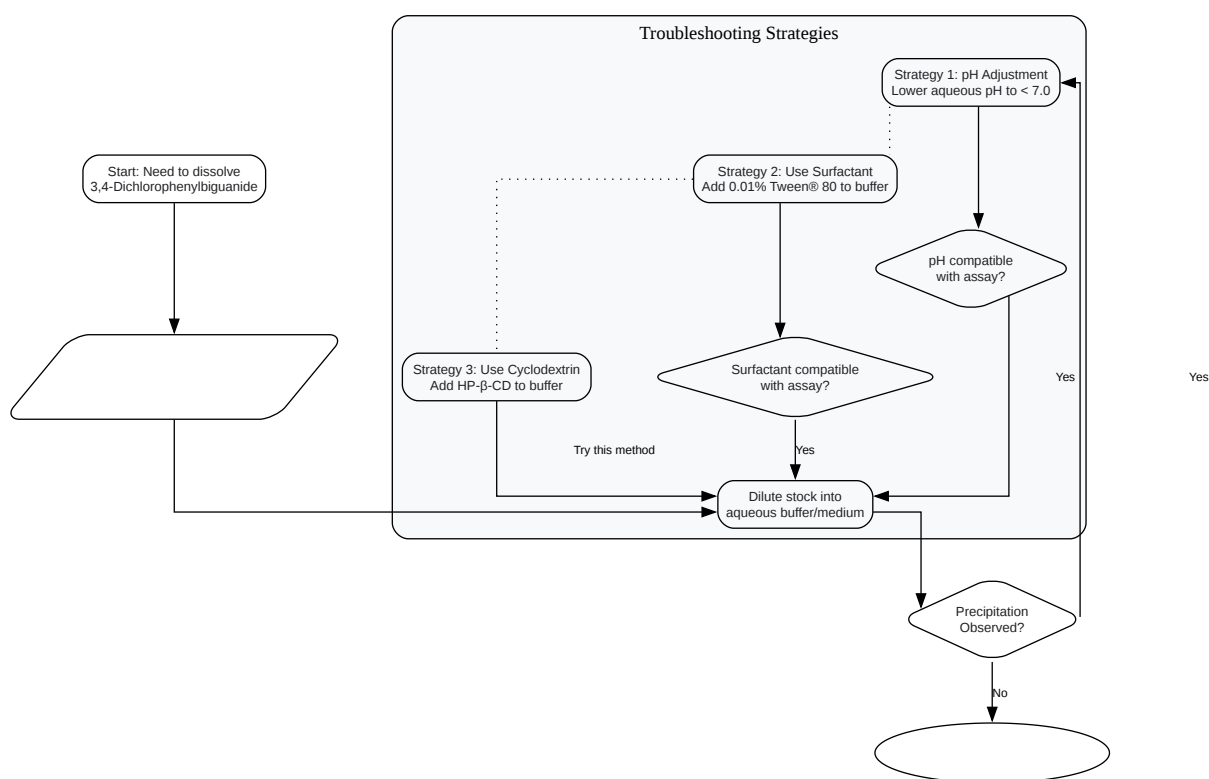 Troubleshooting Strategies
Strategy 1: pH Adjustment
Lower aqueous pH to < 7.0
Start: Need to dissolve
3,4-Dichlorophenylbiguanide
Strategy 2: Use Surfactant
Add 0.01% Tween® 80 to buffer
pH compatible
with assay?
Strategy 3: Use Cyclodextrin
Add HP-β-CD to buffer
Surfactant compatible
with assay?
Yes
Yes
Try this method
Yes
Dilute stock into
aqueous buffer/medium
Precipitation
Observed?
No